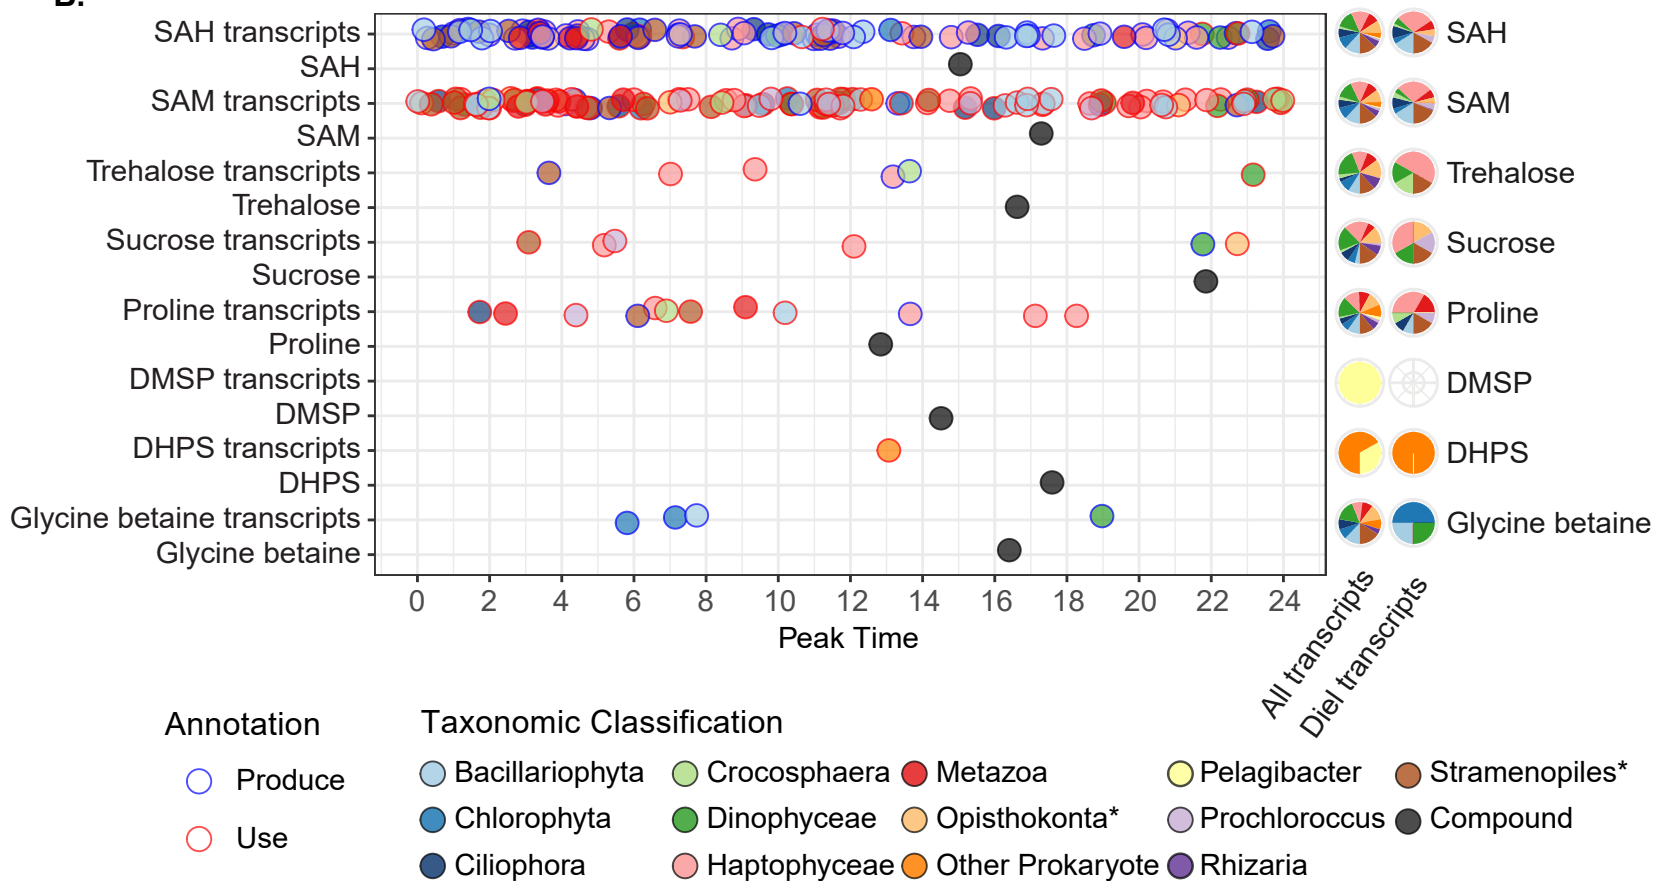 B.
SAH transcripts
SAH
SAM transcripts
SAM
Trehalose transcripts
Trehalose
Sucrose transcripts
Sucrose
Proline transcripts
Proline
DMSP transcripts
DMSP
DHPS transcripts
DHPS
Glycine betaine transcripts
Glycine betaine
0 2 4 6 8 10 12 14 16 18 20 22 24
Peak Time
SAH
SAM
Trehalose
Sucrose
Proline
DMSP
DHPS
Glycine betaine
All transcripts
Diel transcripts
Annotation
Produce
Use
Taxonomic Classification
Bacillariophyta Crocosphaera Metazoa Pelagibacter Stramenopiles*
Chlorophyta Dinophyceae Opisthokonta* Prochloroccus Compound
Ciliophora Haptophyceae Other Prokaryote Rhizaria